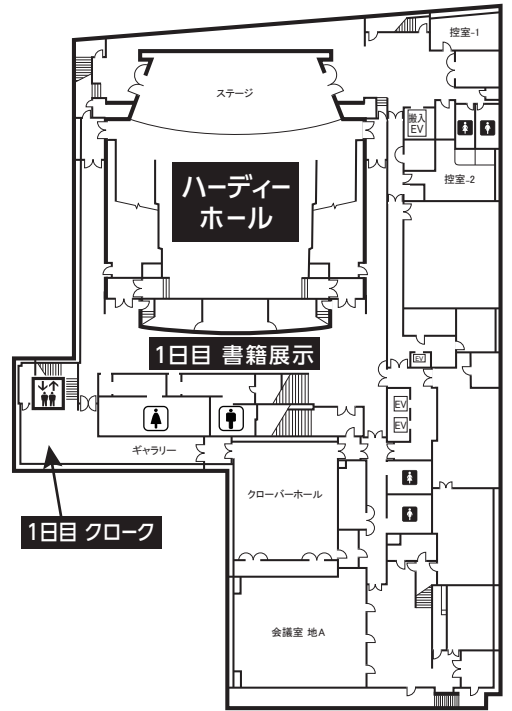 控室-1
ステージ
搬入
EV
ハーディー
ホール
控室-2
1日目 書籍展示
EV
EV
EV
ギャラリー
クローバーホール
1日目 クローク
会議室 地A